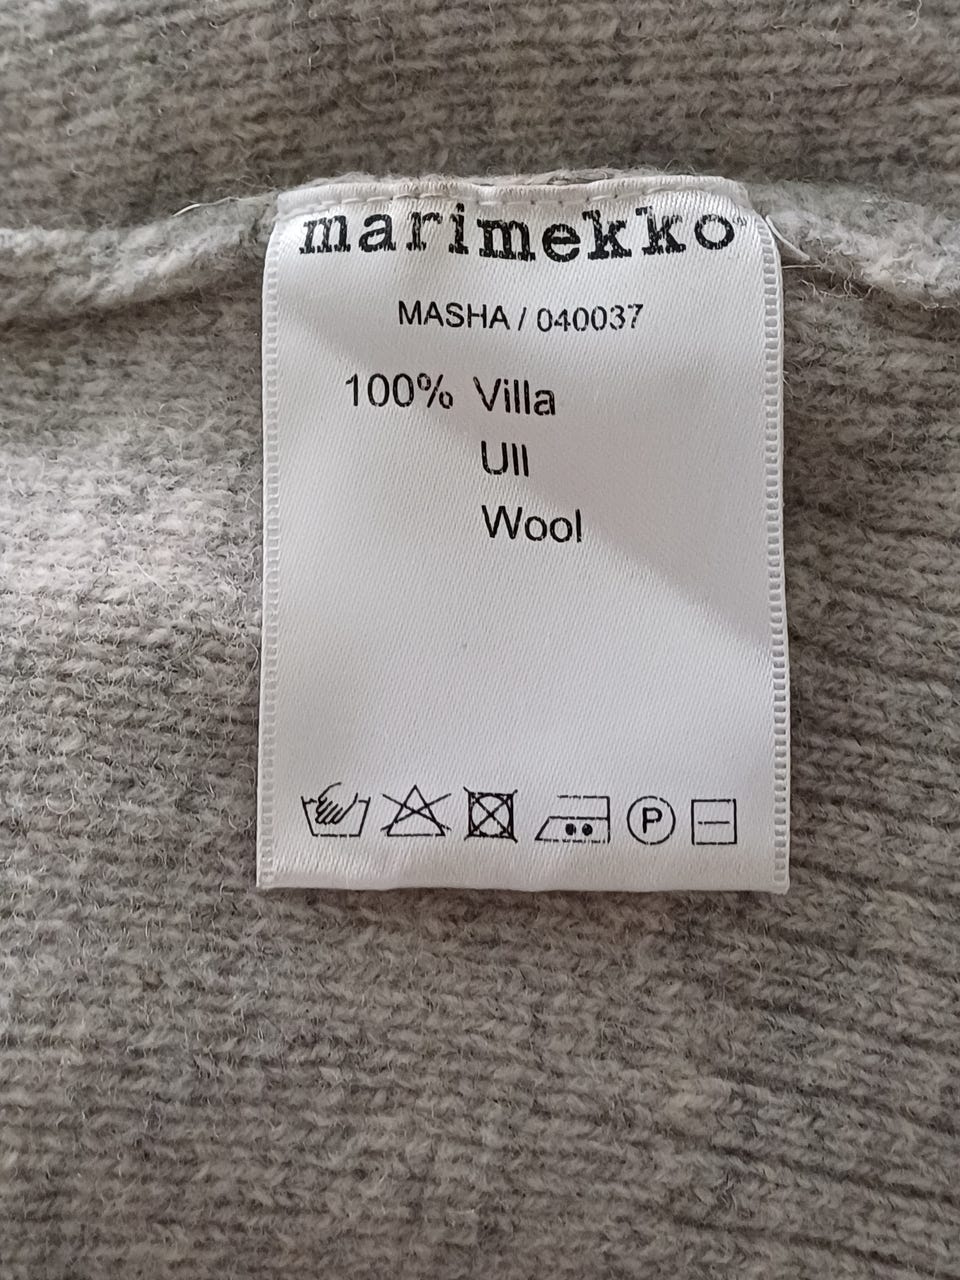 marimekko
MASHA / 040037
100% Villa
Ull
Wool
P